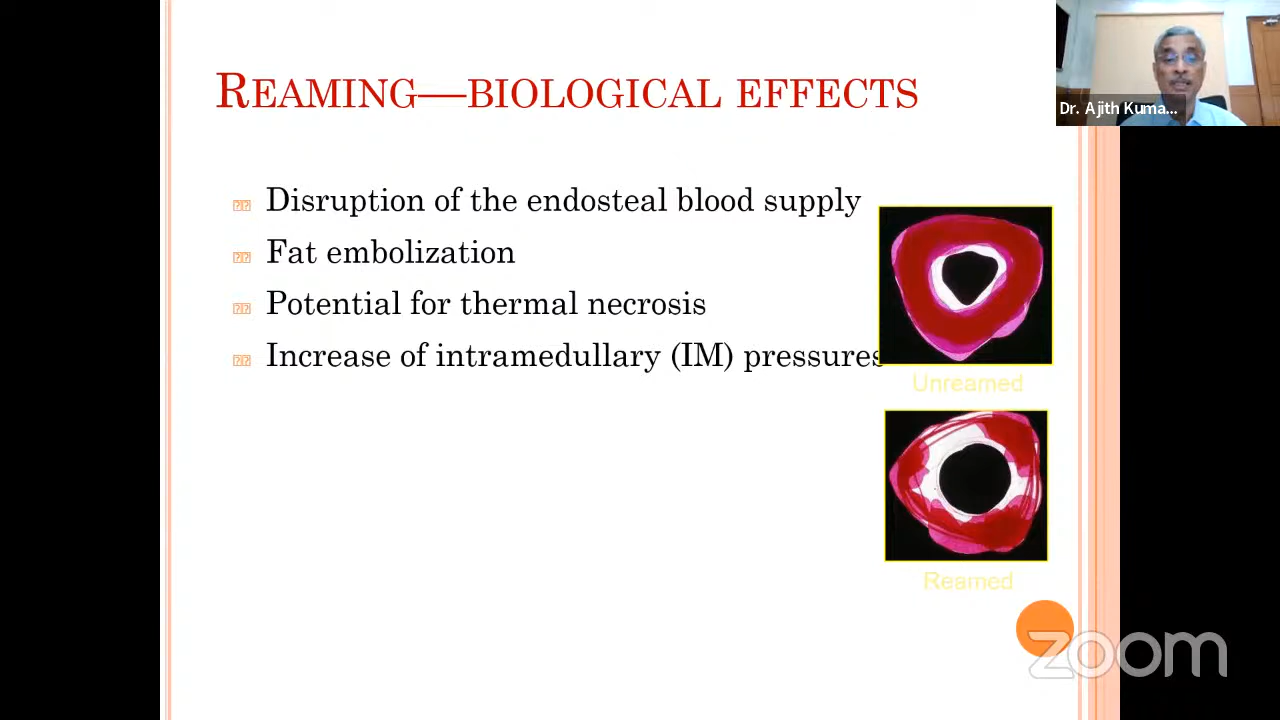 REAMING—BIOLOGICAL EFFECTS
Dr. Ajith Kuma...
Disruption of the endosteal blood supply
Fat embolization
Potential for thermal necrosis
Increase of intramedullary (IM) pressures
Unreamed
Reamed
zoom